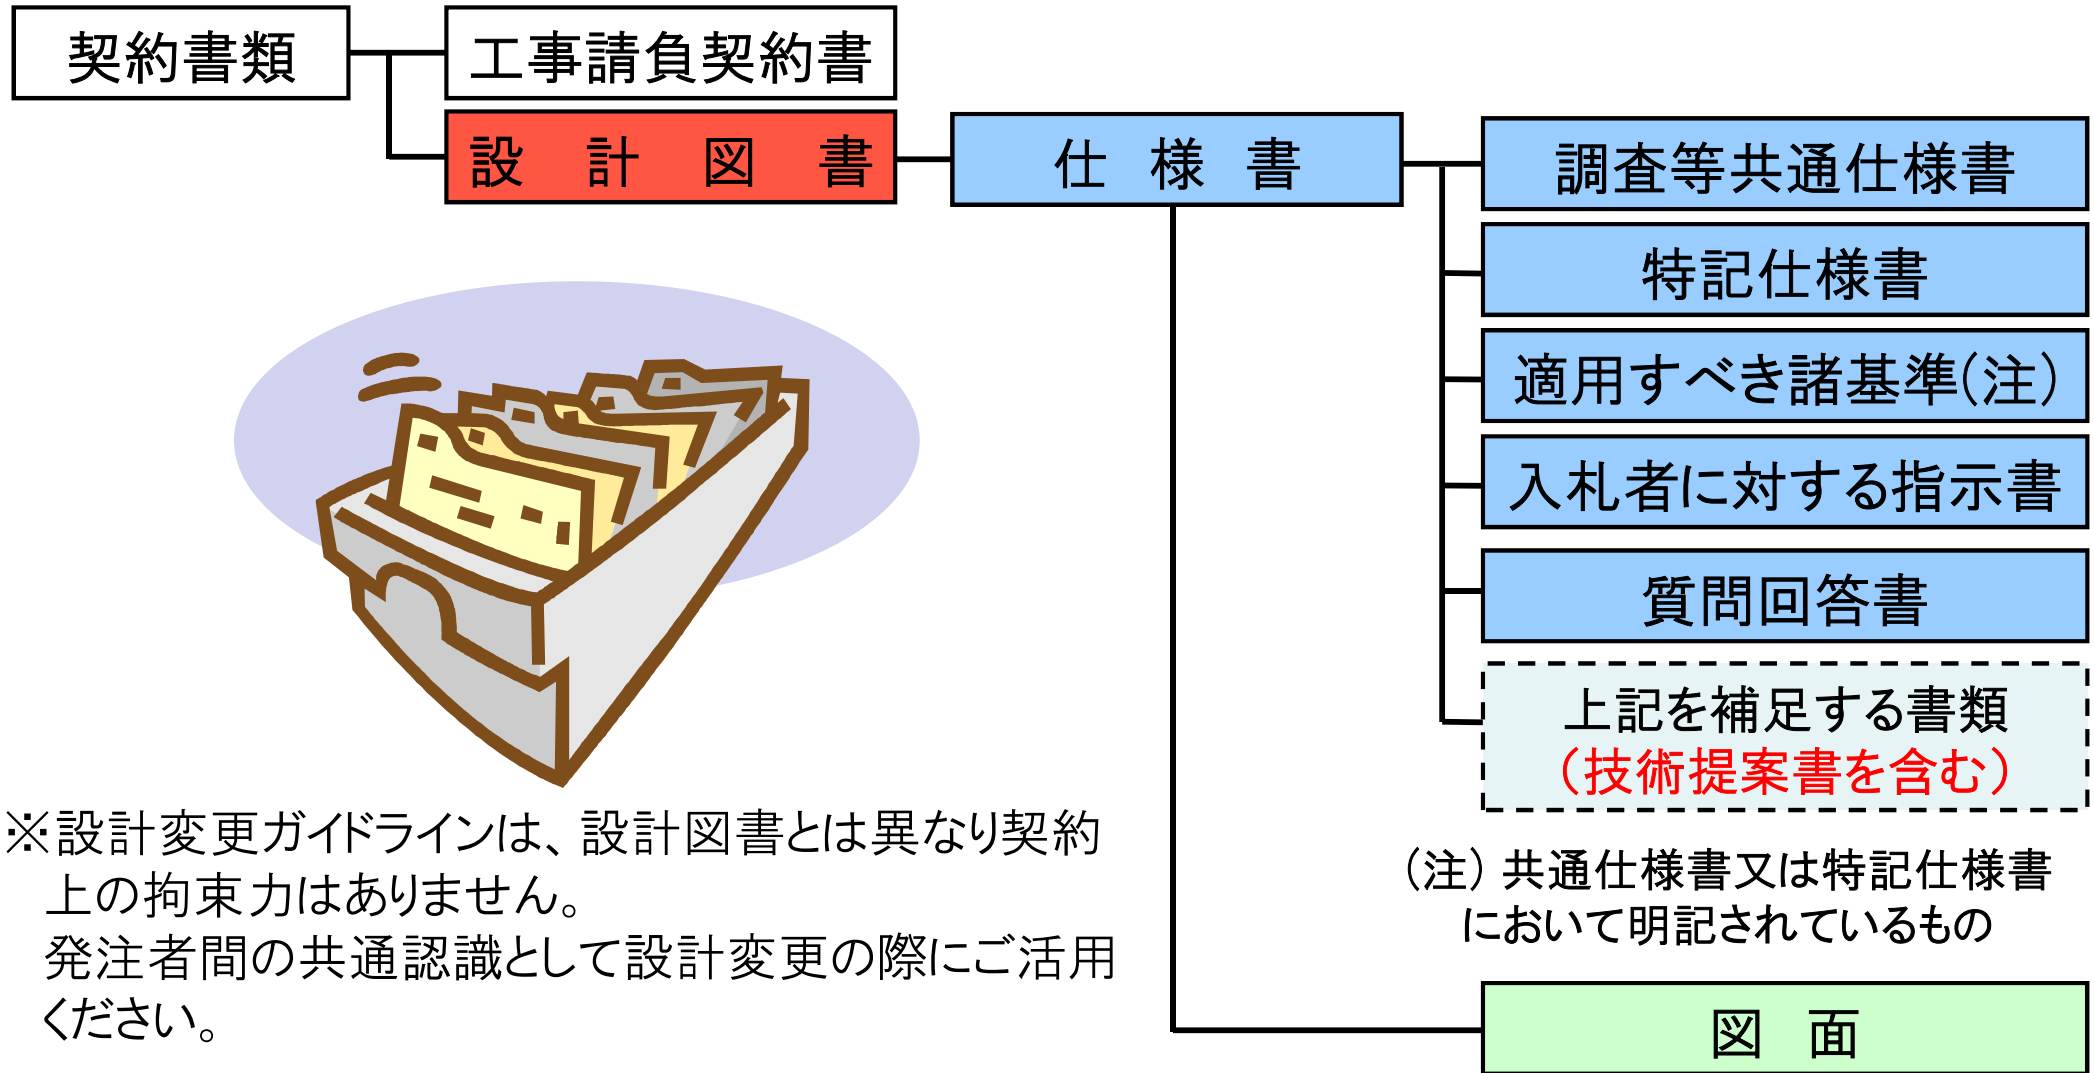 契約書類
工事請負契約書
設計図書
仕様書
調査等共通仕様書
特記仕様書
適用すべき諸基準(注)
入札者に対する指示書
質問回答書
上記を補足する書類
(技術提案書を含む)
(注)共通仕様書又は特記仕様書
において明記されているもの
図面
※設計変更ガイドラインは、設計図書とは異なり契約
上の拘束力はありません。
発注者間の共通認識として設計変更の際にご活用
ください。